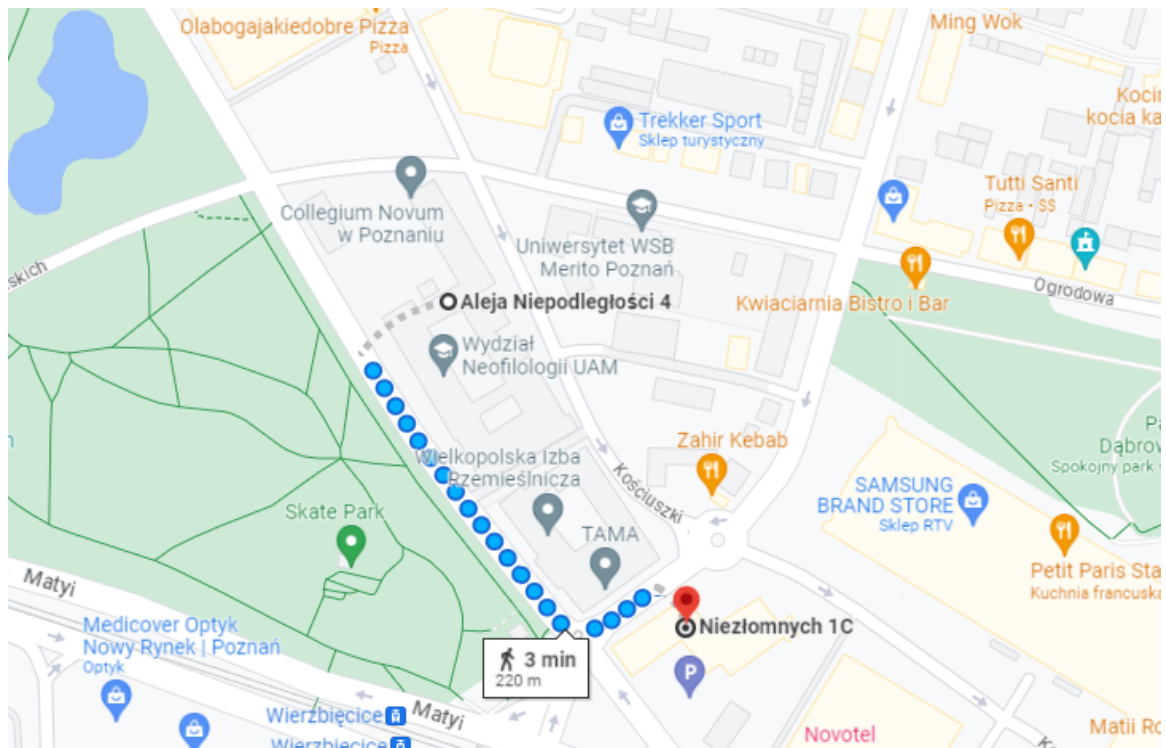 Olabogajakiedobre Pizza
Pizza
Ming Wok
Trekker Sport
Sklep turystyczny
Kocin
kocia ka
Collegium Novum
w Poznaniu
Uniwersytet WSB
Merito Poznań
Tutti Santi
Pizza • $$
Ogrodowa
skich
Aleja Niepodległości 4
Kwiaciarnia Bistro i Bar
Wydział
Neofilologii UAM
Wielkopolska Izba
Rzemieślnicza
Zahir Kebab
Pa
Dąbrow
Spokojny park
Kościuszki
SAMSUNG
BRAND STORE
Sklep RTV
Skate Park
TAMA
Petit Paris Sta
Kuchnia francuska
Matyi
Medicover Optyk
Nowy Rynek | Poznań
Optyk
Niezłomnych 1C
3 min
220 m
P
Wierzbięcice
Matyi
Wierzbięcice
Novotel
Matii Ro